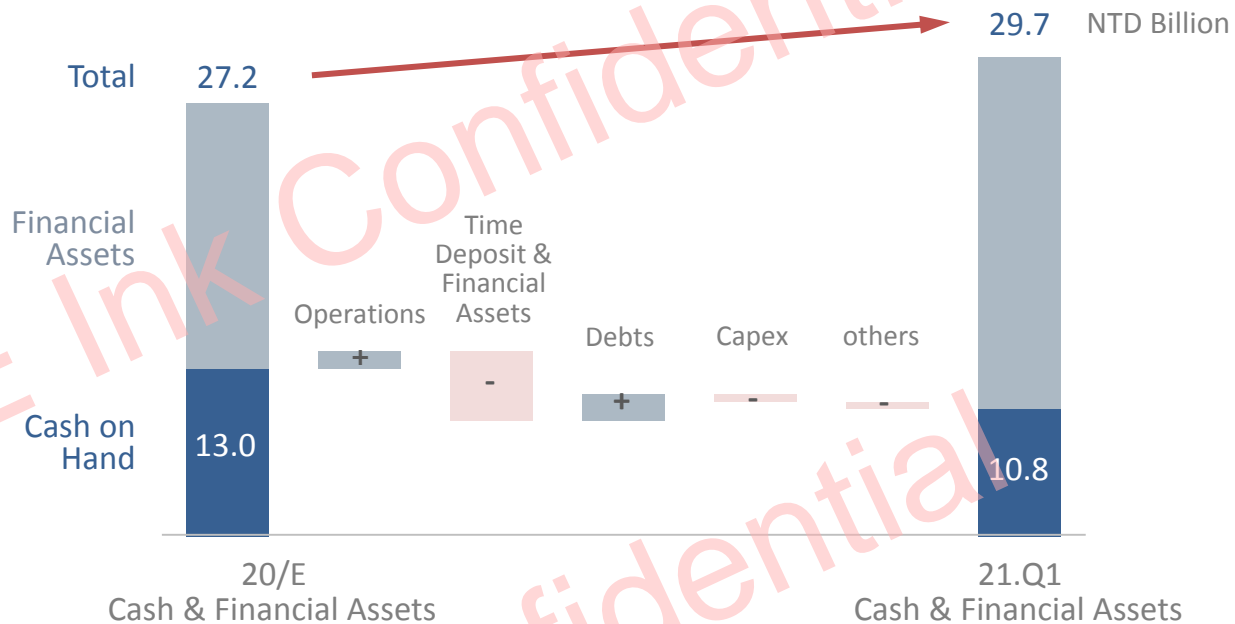 29.7 NTD Billion
Total 27.2
Financial
Assets
Time
Deposit &
Financial
Assets
Operations
Debts
Capex
others
+
-
+
-
-
Cash on
Hand
13.0
10.8
20/E
Cash & Financial Assets
21.Q1
Cash & Financial Assets
E Ink Confidential